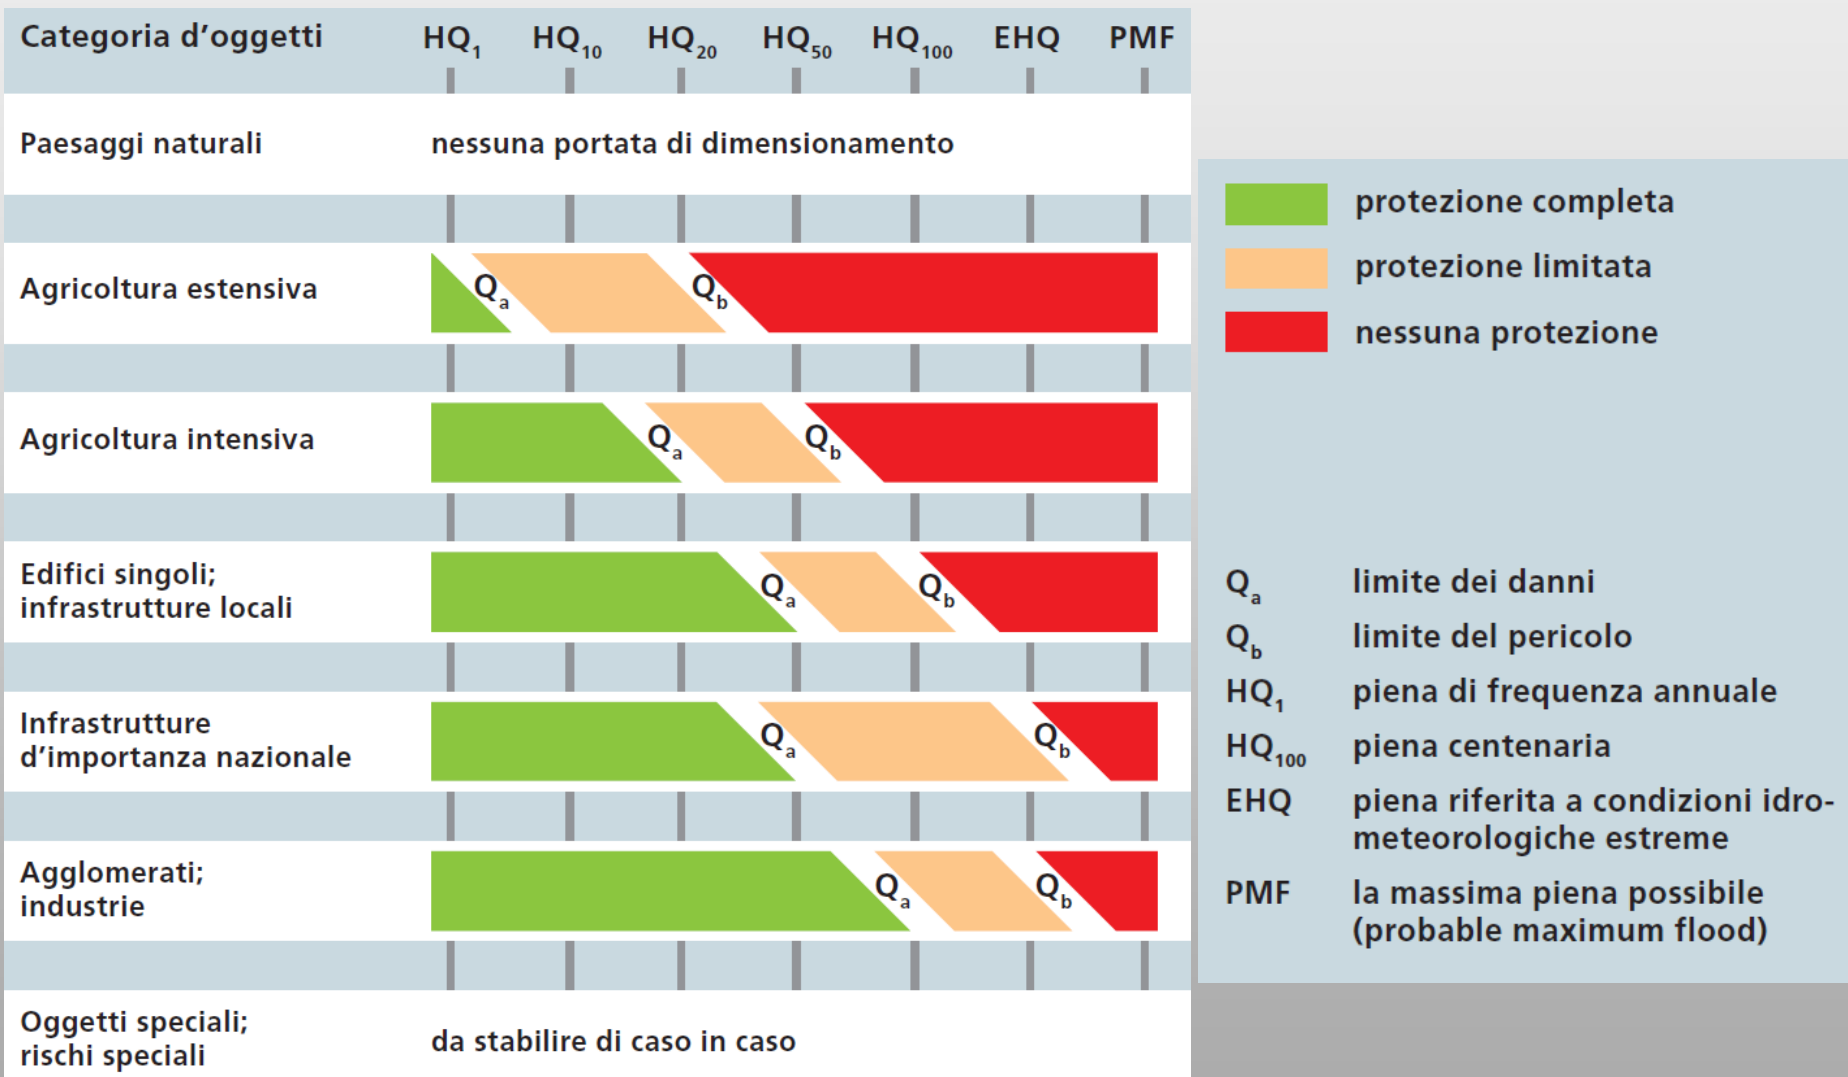 Categoria d’oggetti HQ1 HQ10 HQ20 HQ50 HQ100 EHQ PMF
Paesaggi naturali nessuna portata di dimensionamento
Agricoltura estensiva Qa Qb
Agricoltura intensiva Qa Qb
Edifici singoli;
infrastrutture locali Qa Qb
Infrastrutture
d’importanza nazionale Qa Qb
Agglomerati;
industrie Qa Qb
Oggetti speciali;
rischi speciali da stabilire di caso in caso
protezione completa
protezione limitata
nessuna protezione
Qa limite dei danni
Qb limite del pericolo
HQ1 piena di frequenza annuale
HQ100 piena centenaria
EHQ piena riferita a condizioni idro-
meteorologiche estreme
PMF la massima piena possibile
(probable maximum flood)